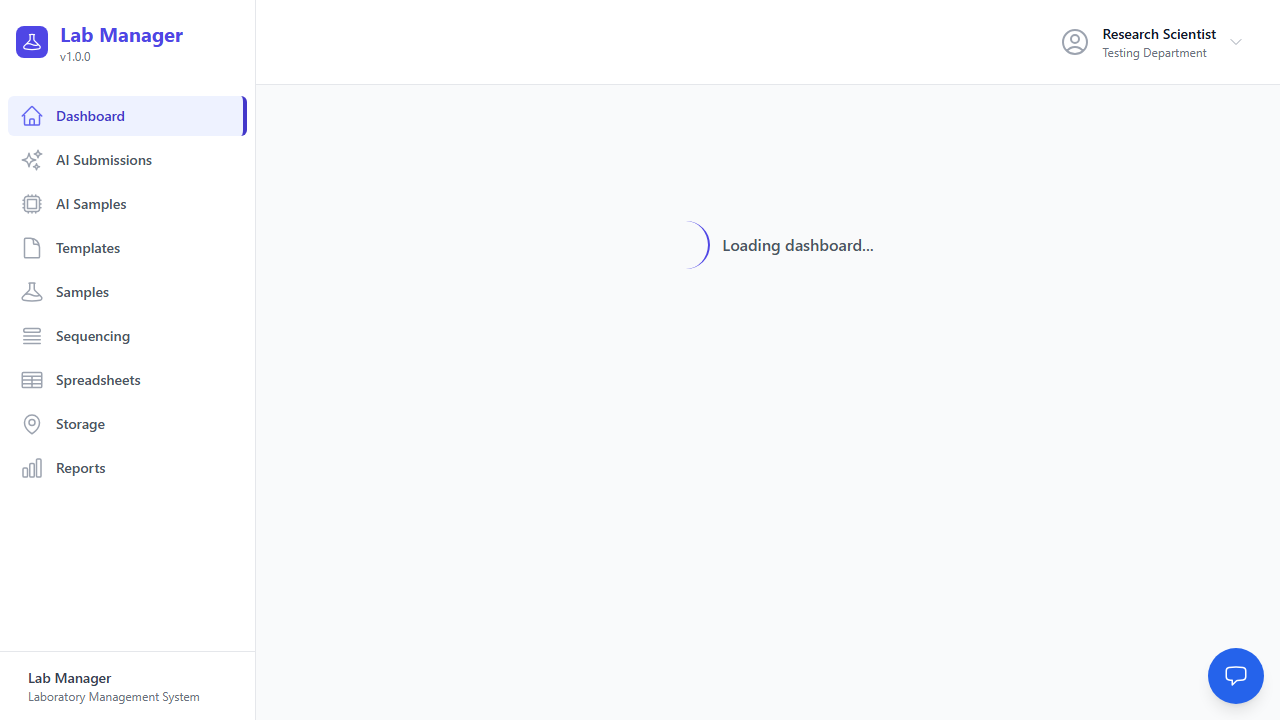 Lab Manager
v1.0.0
Research Scientist
Testing Department
Dashboard
AI Submissions
AI Samples
Templates
Samples
Sequencing
Spreadsheets
Storage
Reports
Loading dashboard...
Lab Manager
Laboratory Management System